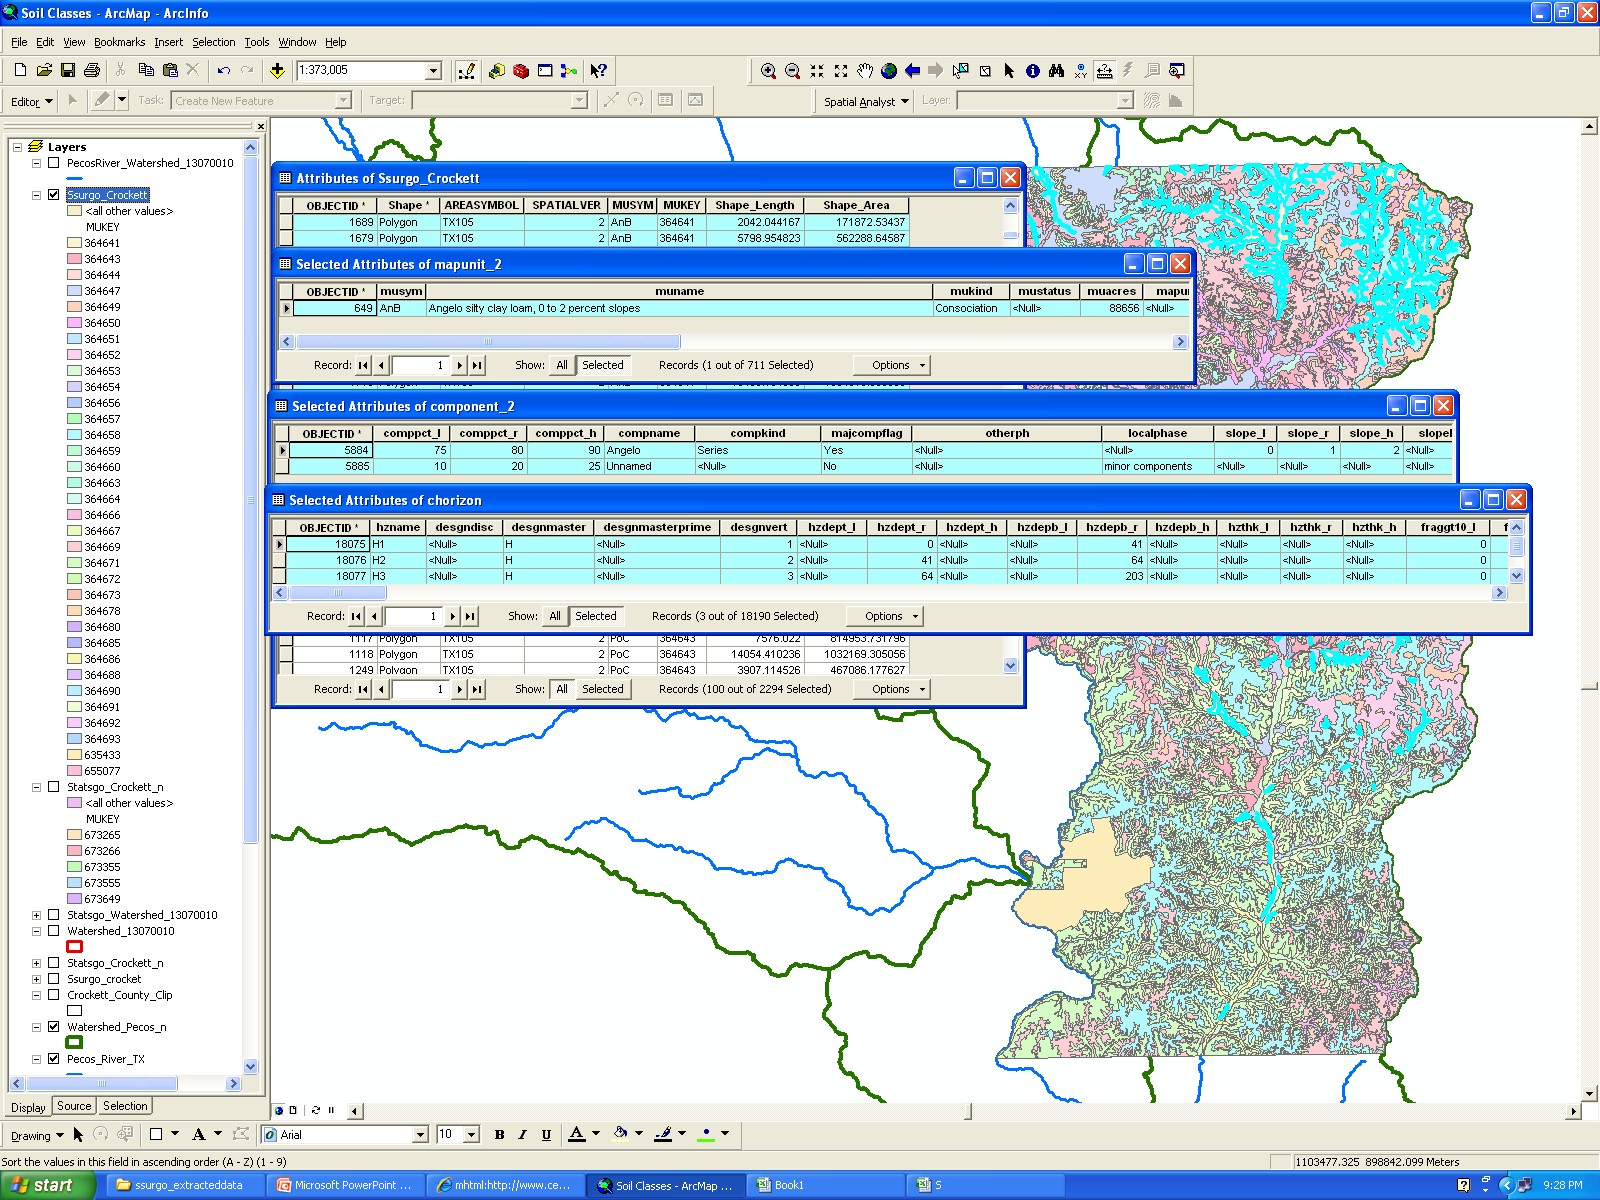 Soil Classes - ArcMap - ArcInfo
File Edit View Bookmarks Insert Selection Tools Window Help
1:373,005
Editor Task: Create New Feature Target: Spatial Analyst Layer:
Layers
PecosRiver_Watershed_13070010
Ssurgo_Crockett
<all other values>
MUKEY
364641
364643
364644
364647
364649
364650
364651
364652
364653
364654
364656
364657
364658
364659
364660
364663
364664
364666
364667
364669
364671
364672
364673
364678
364680
364685
364686
364688
364690
364691
364692
364693
635433
655077
Statsgo_Crockett_n
<all other values>
MUKEY
673265
673266
673355
673555
673649
Statsgo_Watershed_13070010
Watershed_13070010
Statsgo_Crockett_n
Ssurgo_crocket
Crockett_County_Clip
Watershed_Pecos_n
Pecos_River_TX
Display Source Selection
Attributes of Ssurgo_Crockett
OBJECTID * Shape * AREASYMBOL SPATIALVER MUSYM MUKEY Shape_Length Shape_Area
1689 Polygon TX105 2 AnB 364641 2042.044167 171872.53437
1679 Polygon TX105 2 AnB 364641 5798.954823 562288.64587
Selected Attributes of mapunit_2
OBJECTID * musym muname mukind mustatus muacres mapu
649 AnB Angelo silty clay loam, 0 to 2 percent slopes Consociation <Null> 88656 <Null>
Record: 1 Show: All Selected Records (1 out of 711 Selected) Options
Selected Attributes of component_2
OBJECTID * comppct_l comppct_r comppct_h compname compkind majcompflag otherph localphase slope_l slope_r slope_h slopel
5884 75 80 90 Angelo Series Yes <Null> <Null> 0 1 2 <Null>
5885 10 20 25 Unnamed <Null> No <Null> minor components <Null> <Null> <Null> <Null>
Selected Attributes of chorizon
OBJECTID * hzname desgndisc desgnmaster desgnmasterprime desgnvert hzdept_l hzdept_r hzdept_h hzdepb_l hzdepb_r hzdepb_h hzthk_l hzthk_r hzthk_h fraggt10_l f
18075 H1 <Null> H <Null> 1 <Null> 0 <Null> <Null> 41 <Null> <Null> <Null> <Null> 0
18076 H2 <Null> H <Null> 2 <Null> 41 <Null> <Null> 64 <Null> <Null> <Null> <Null> 0
18077 H3 <Null> H <Null> 3 <Null> 64 <Null> <Null> 203 <Null> <Null> <Null> <Null> 0
Record: 1 Show: All Selected Records (3 out of 18190 Selected) Options
1117 Polygon TX105 2 PoC 364643 7576.022 814953.731796
1118 Polygon TX105 2 PoC 364643 14054.410236 1032169.305056
1249 Polygon TX105 2 PoC 364643 3907.114526 467086.177627
Record: 1 Show: All Selected Records (100 out of 2294 Selected) Options
Drawing A Arial 10 B I U A
Sort the values in this field in ascending order (A - Z) (1 - 9) 1103477.325 898842.099 Meters
start ssurgo_extracteddata Microsoft PowerPoint ... mhtml:http://www.ce... Soil Classes - ArcMap ... Book1 S 9:28 PM